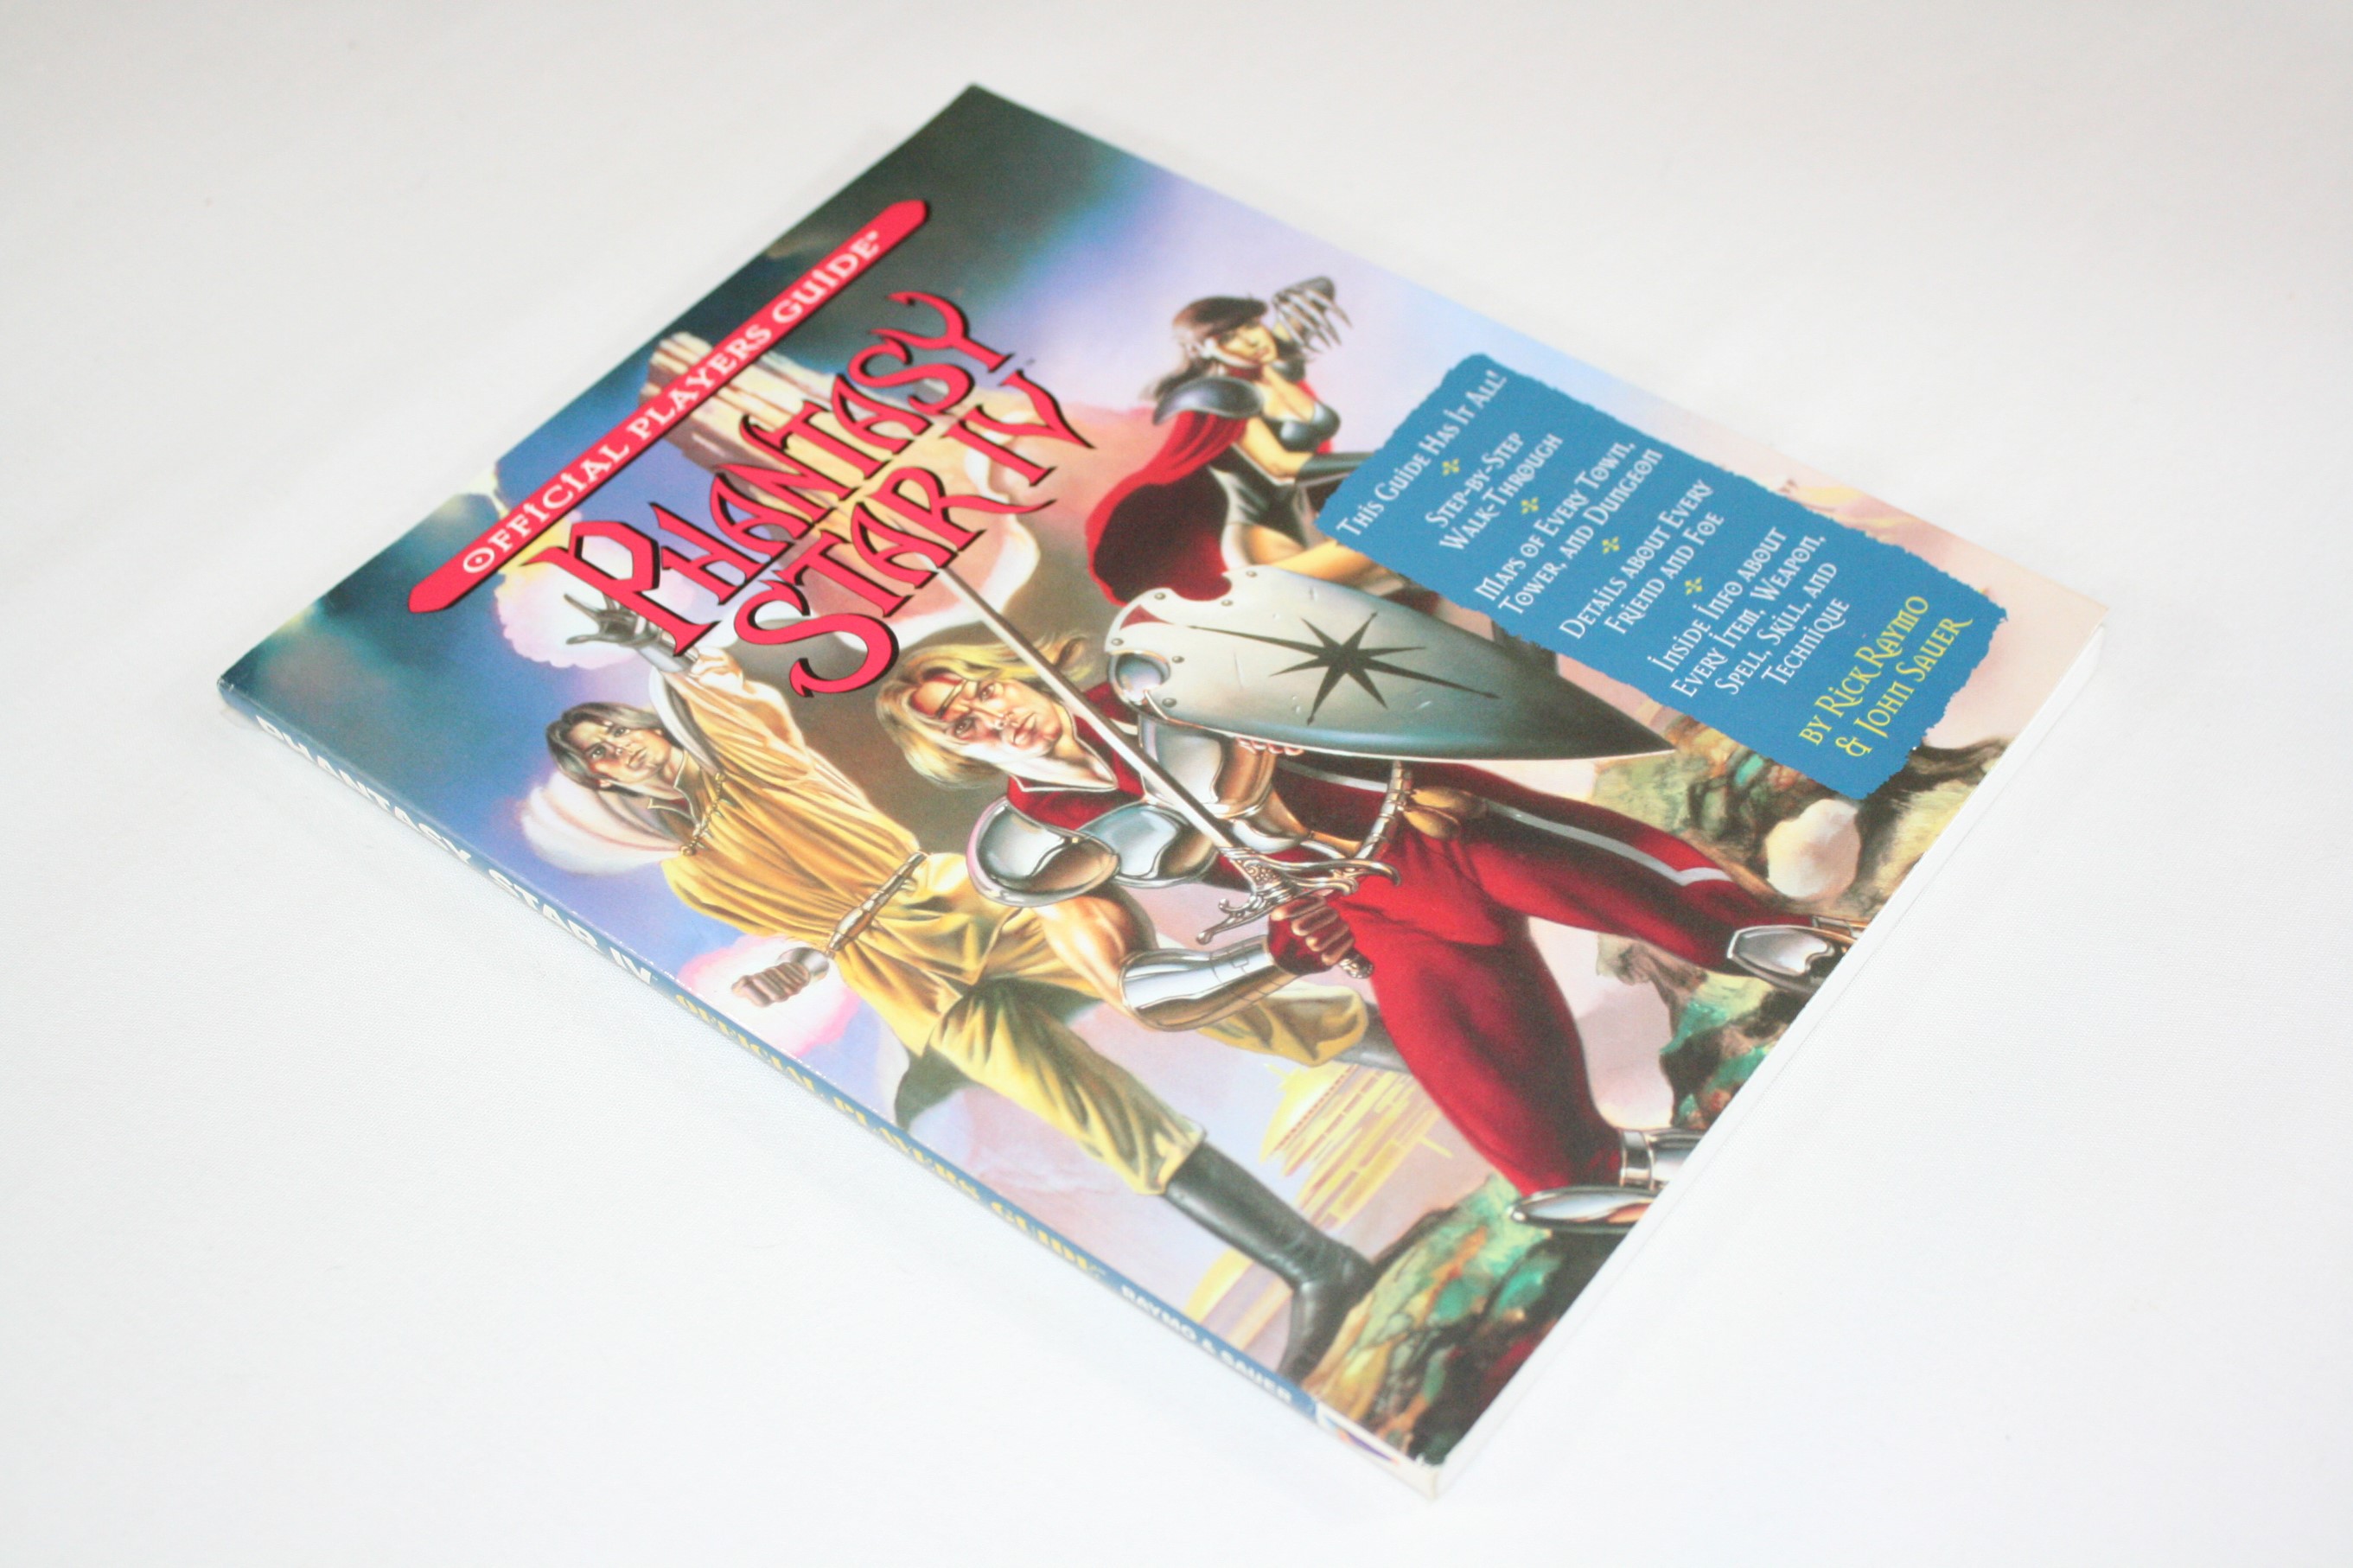 OFFICIAL PLAYERS GUIDE
PHANTASY
STAR IV
THIS GUIDE HAS IT ALL!
STEP-BY-STEP
WALK-THROUGH
MAPS OF EVERY TOWN,
TOWER, AND DUNGEON
DETAILS ABOUT EVERY
FRIEND AND FOE
INSIDE INFO ABOUT
EVERY ITEM, WEAPON,
SPELL, SKILL, AND
TECHNIQUE
BY RICK RAYMO
& JOHN SAUER
PHANTASY STAR IV OFFICIAL PLAYERS GUIDE RAYMO & SAUER